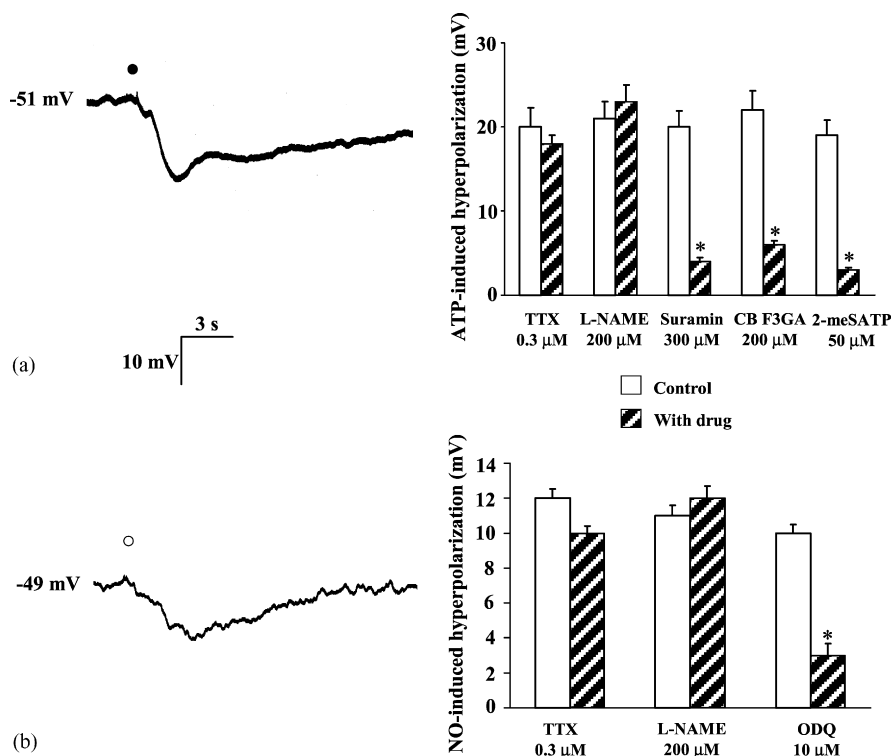 -51 mV
3 s
10 mV
(a)
ATP-induced hyperpolarization (mV)
30
20
10
0
*
*
*
TTX L-NAME Suramin CB F3GA 2-meSATP
0.3 µM 200 µM 300 µM 200 µM 50 µM
Control
With drug
-49 mV
(b)
NO-induced hyperpolarization (mV)
14
12
10
8
6
4
2
0
*
TTX L-NAME ODQ
0.3 µM 200 µM 10 µM